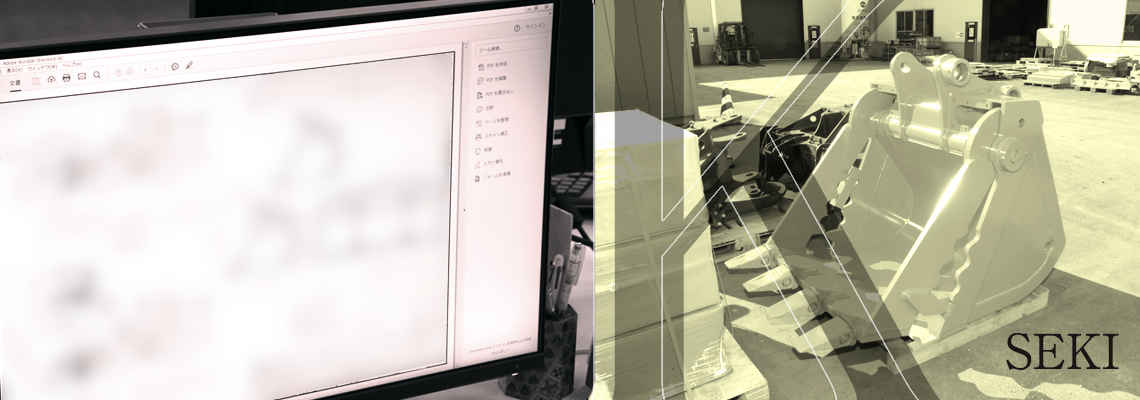 Adobe Acrobat Standard DC
表示(V) ウィンドウ(W) ヘルプ(H)
文書
サインイン
ツール検索
PDF を作成
PDF を編集
PDF を書き出し
注釈
ページを整理
スキャン補正
保護
入力と署名
フォームを準備
SEKI